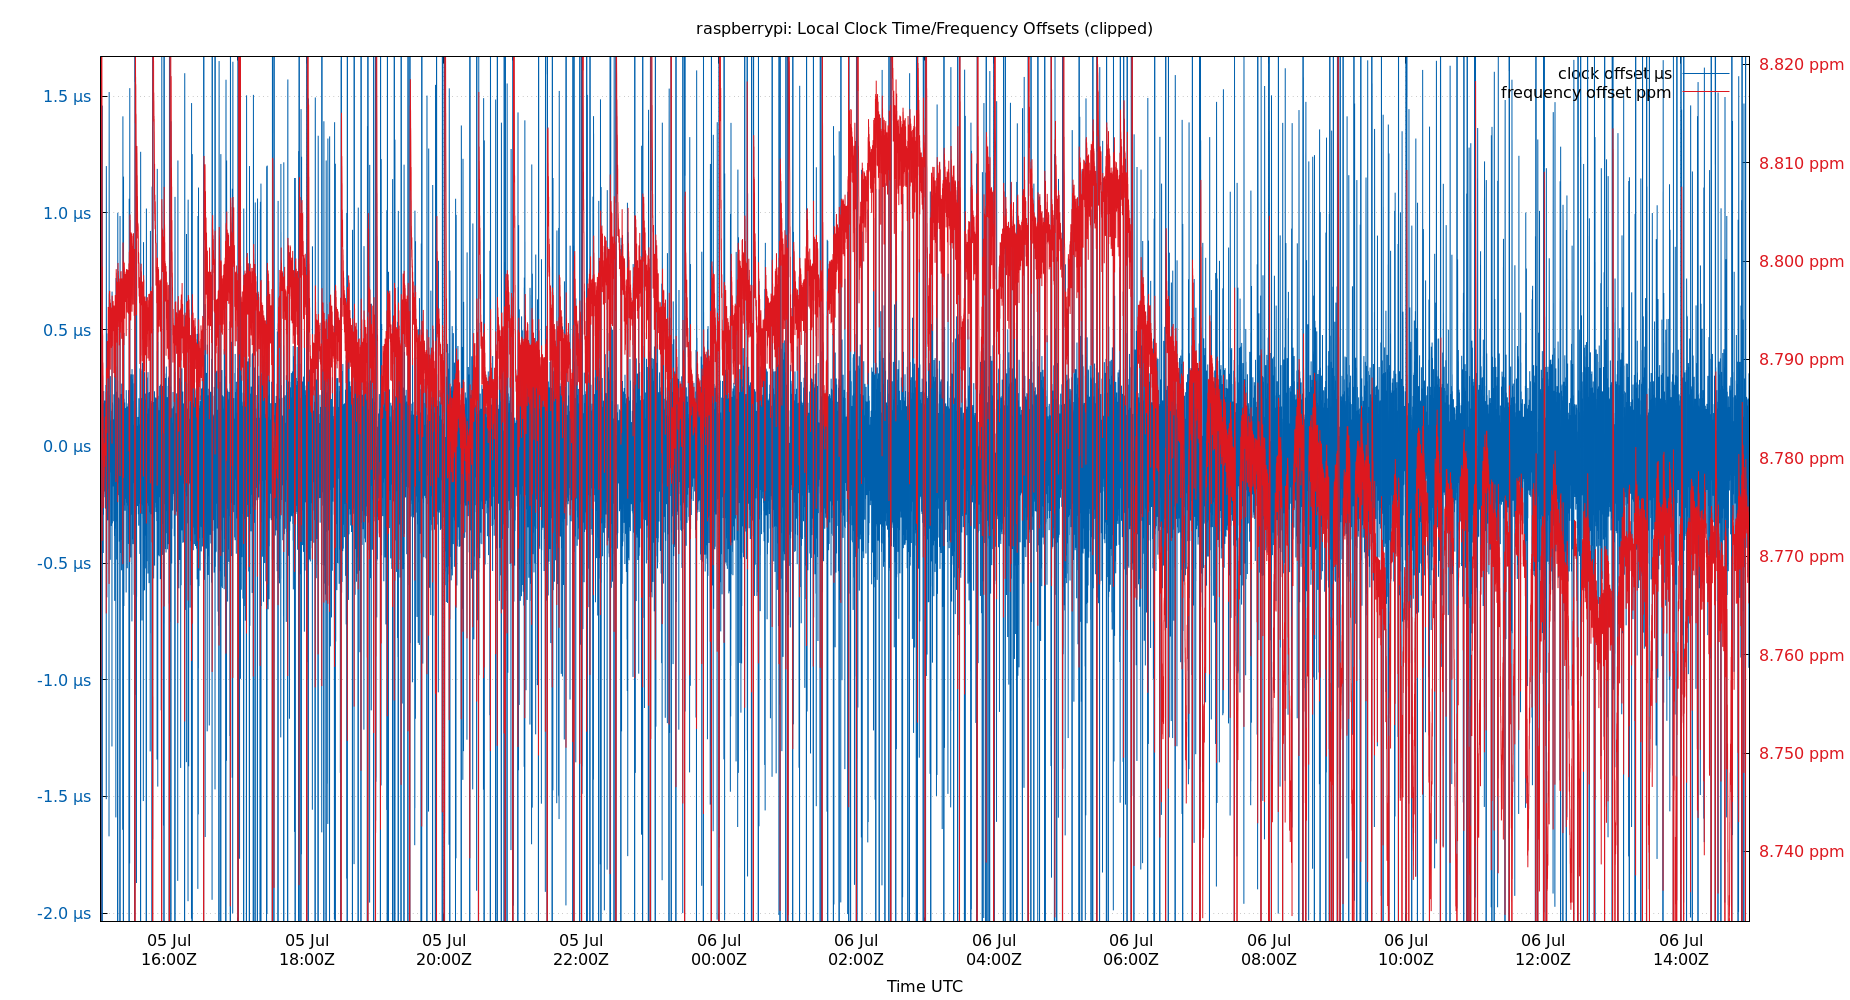 raspberrypi: Local Clock Time/Frequency Offsets (clipped)
clock offset µs
frequency offset ppm
1.5 µs
1.0 µs
0.5 µs
0.0 µs
-0.5 µs
-1.0 µs
-1.5 µs
-2.0 µs
8.820 ppm
8.810 ppm
8.800 ppm
8.790 ppm
8.780 ppm
8.770 ppm
8.760 ppm
8.750 ppm
8.740 ppm
05 Jul 05 Jul 05 Jul 05 Jul 06 Jul 06 Jul 06 Jul 06 Jul 06 Jul 06 Jul 06 Jul 06 Jul
16:00Z 18:00Z 20:00Z 22:00Z 00:00Z 02:00Z 04:00Z 06:00Z 08:00Z 10:00Z 12:00Z 14:00Z
Time UTC